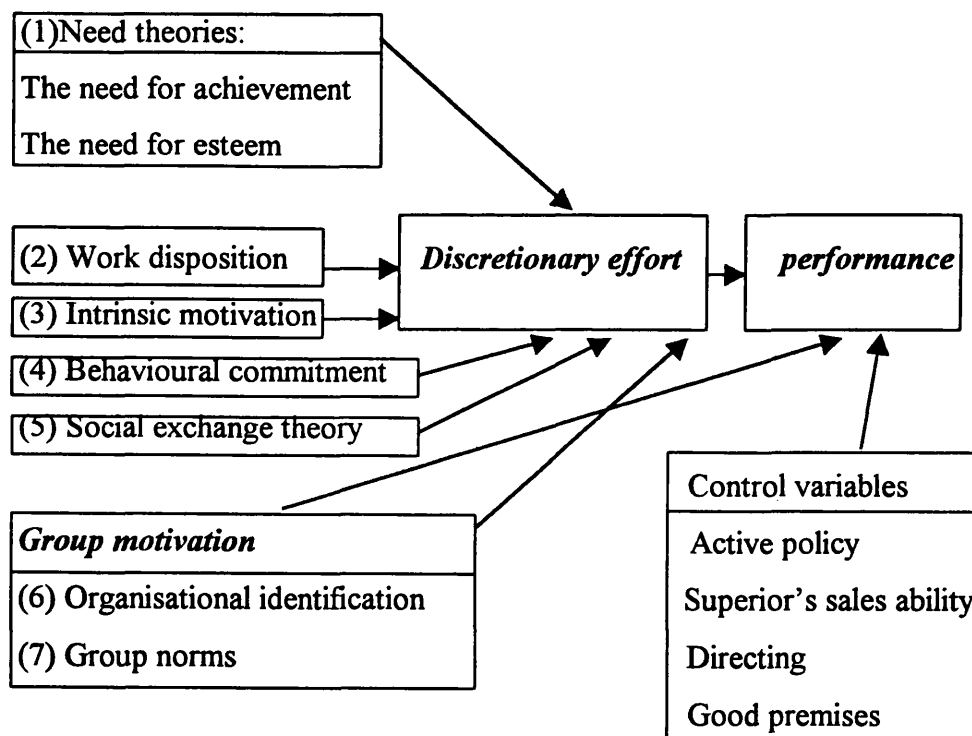 (1)Need theories:
The need for achievement
The need for esteem
(2) Work disposition
(3) Intrinsic motivation
(4) Behavioural commitment
(5) Social exchange theory
Discretionary effort
performance
Group motivation
(6) Organisational identification
(7) Group norms
Control variables
Active policy
Superior's sales ability
Directing
Good premises